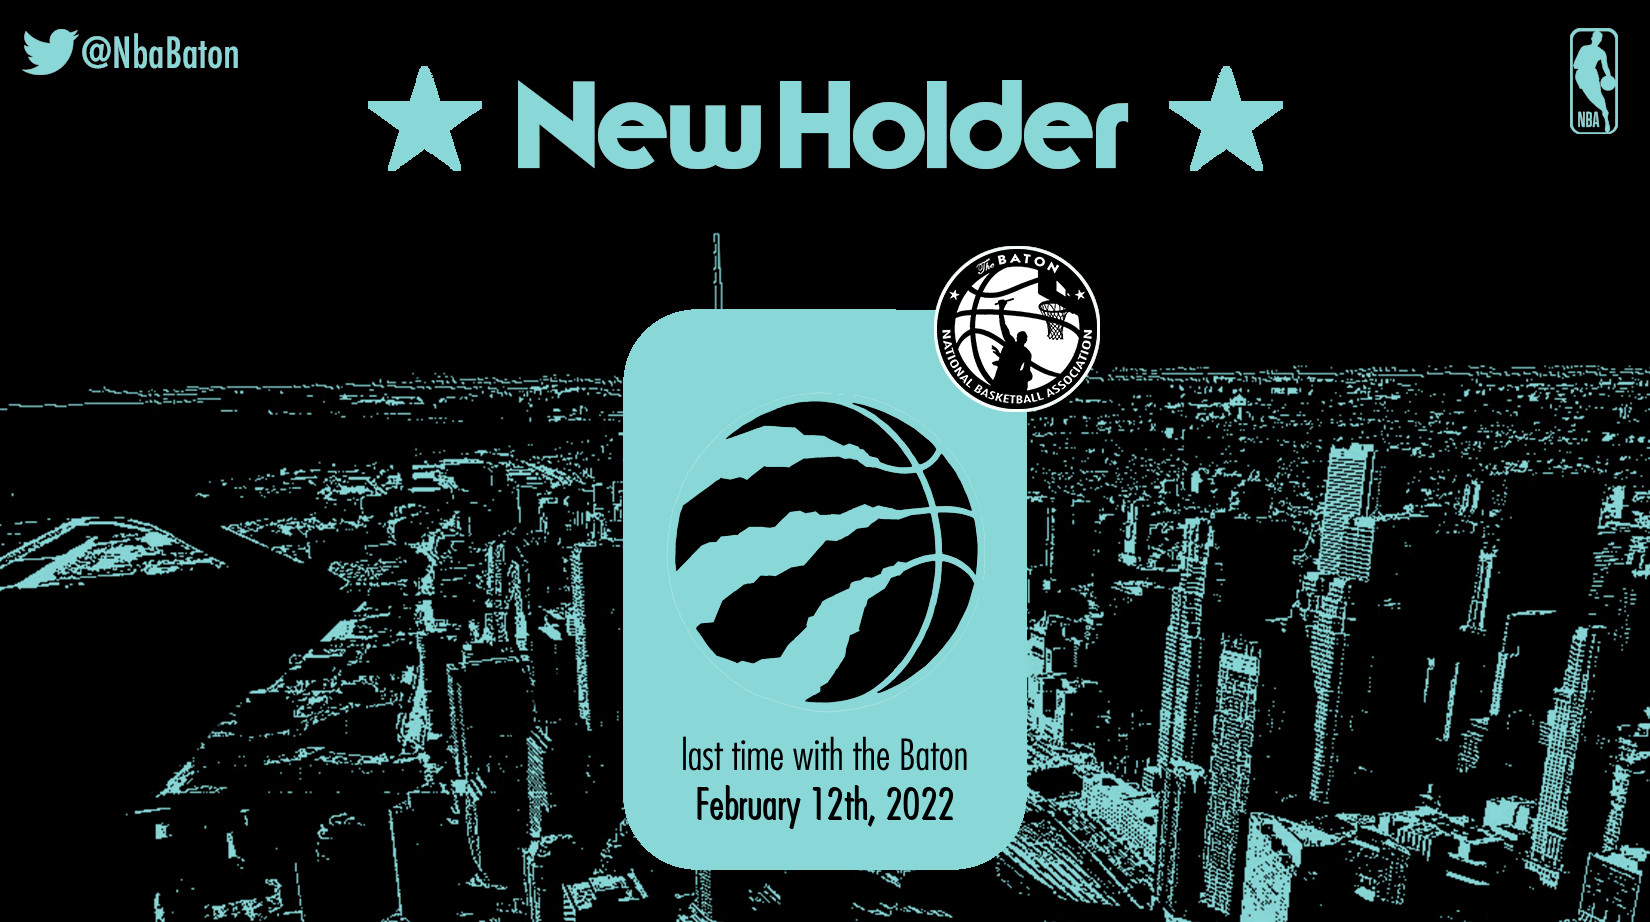 @NbaBaton
New Holder
NBA
The BATON
NATIONAL BASKETBALL ASSOCIATION
last time with the Baton
February 12th, 2022